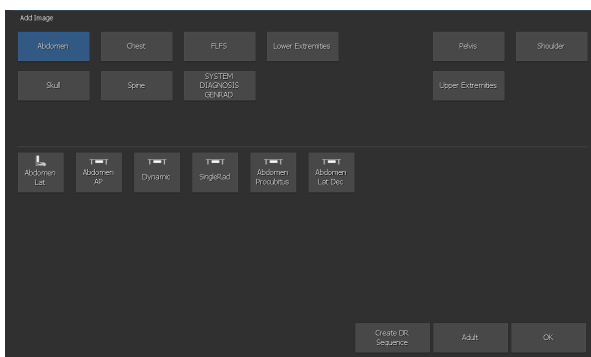 Add Image
Abdomen
Chest
FLFS
Lower Extremities
Pelvis
Shoulder
Skull
Spine
SYSTEM
DIAGNOSIS
GENRAD
Upper Extremities
Abdomen
Lat
Abdomen
AP
Dynamic
SingleRad
Abdomen
Procubitus
Abdomen
Lat Dec
Create DR
Sequence
Adult
OK